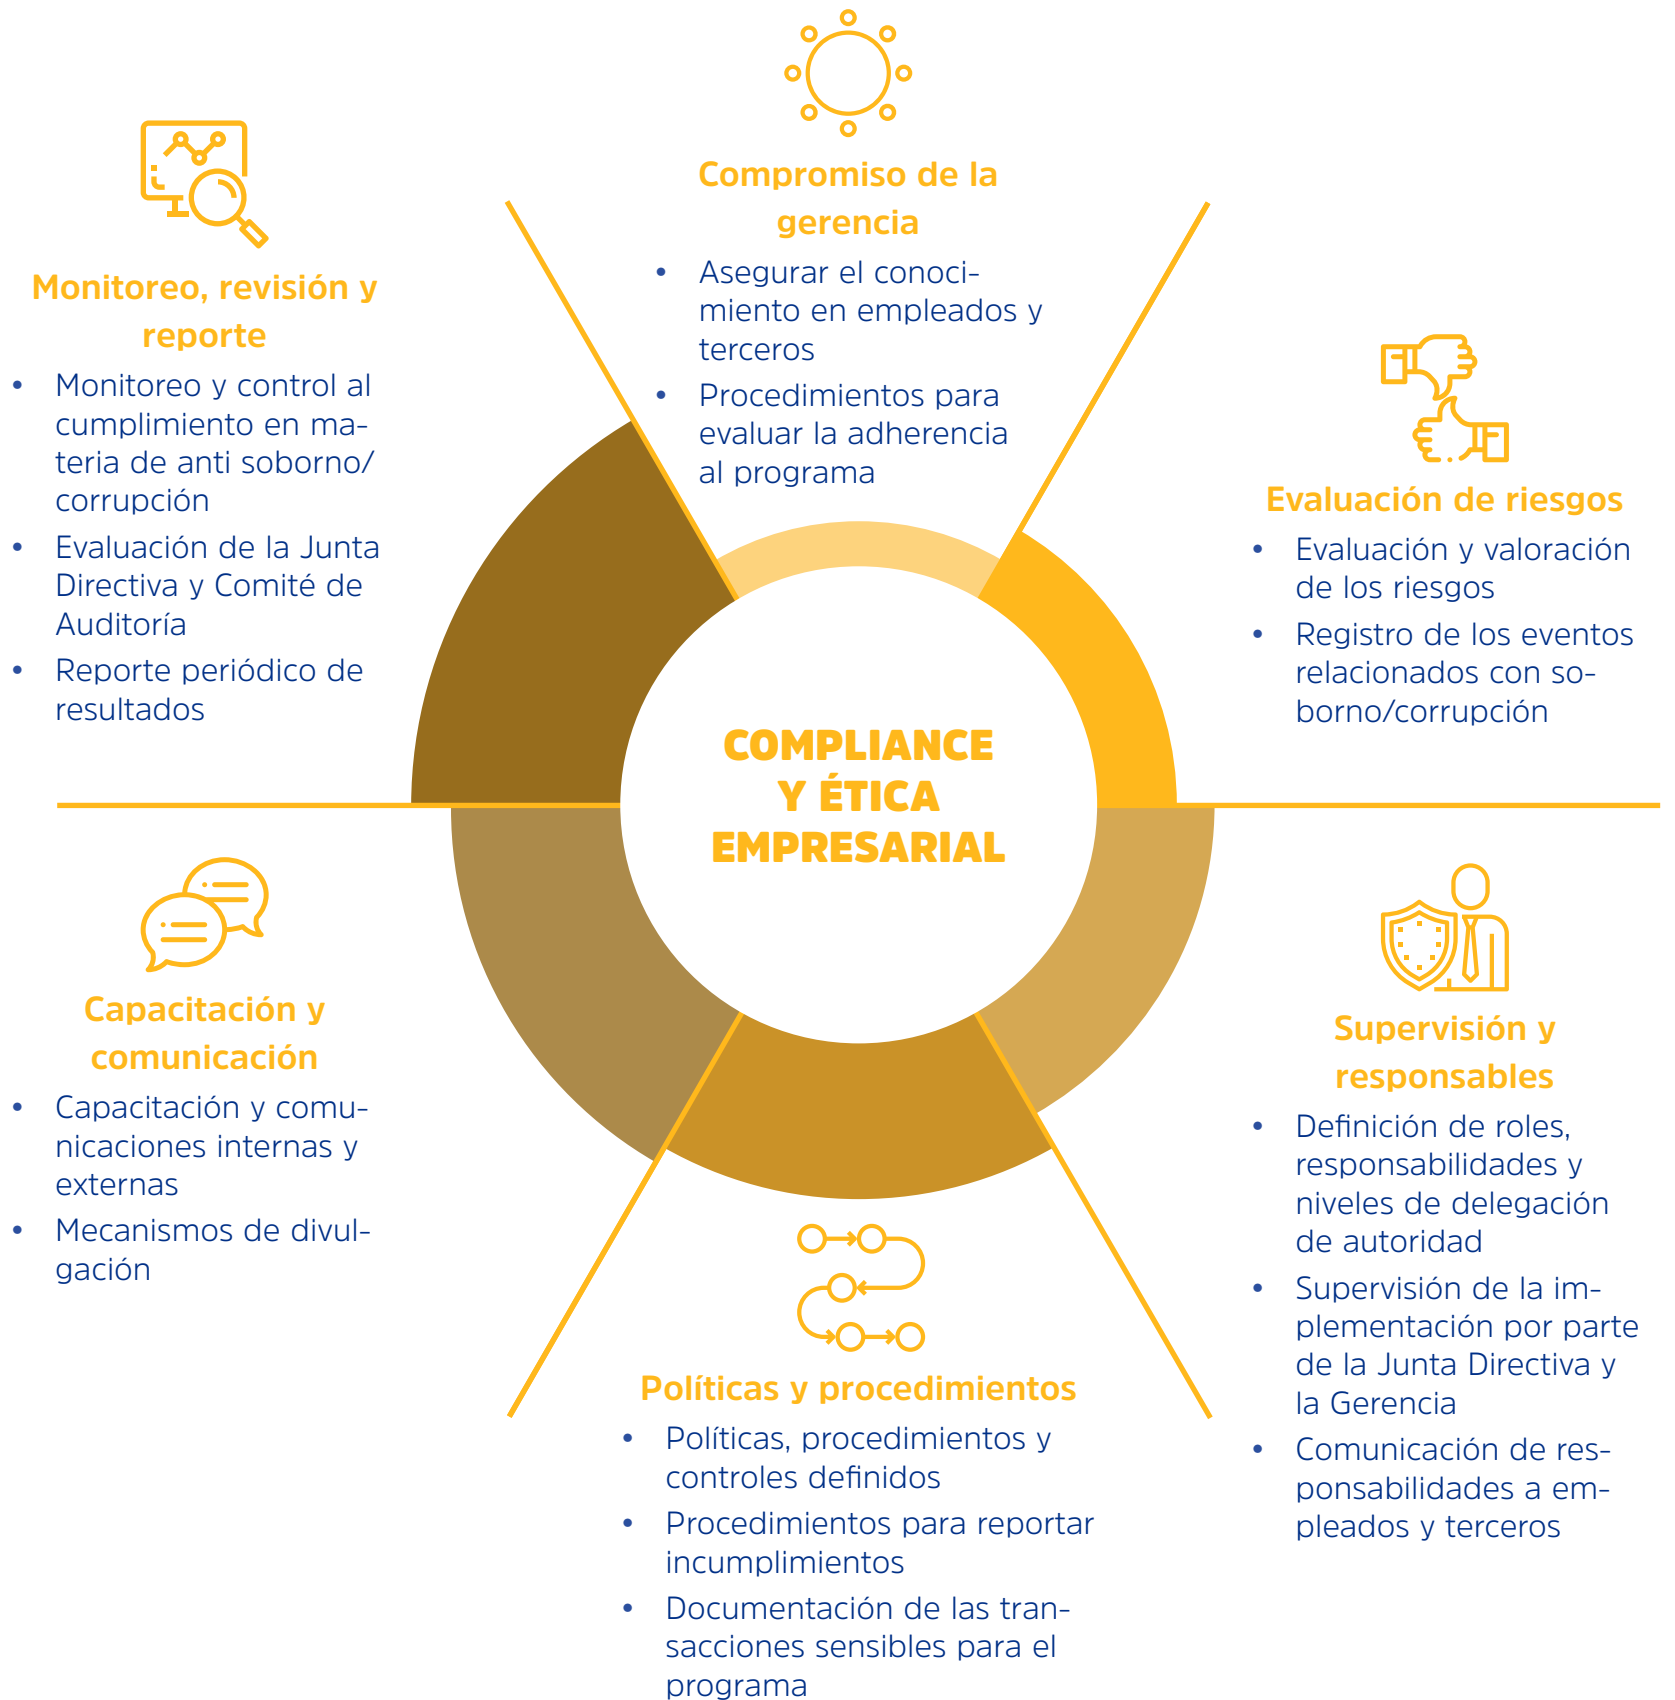 Compromiso de la
gerencia
• Asegurar el conoci-
miento en empleados y
terceros
• Procedimientos para
evaluar la adherencia
al programa
Evaluación de riesgos
• Evaluación y valoración
de los riesgos
• Registro de los eventos
relacionados con so-
borno/corrupción
Supervisión y
responsables
• Definición de roles,
responsabilidades y
niveles de delegación
de autoridad
• Supervisión de la im-
plementación por parte
de la Junta Directiva y
la Gerencia
• Comunicación de res-
ponsabilidades a em-
pleados y terceros
Políticas y procedimientos
• Políticas, procedimientos y
controles definidos
• Procedimientos para reportar
incumplimientos
• Documentación de las tran-
sacciones sensibles para el
programa
Capacitación y
comunicación
• Capacitación y comu-
nicaciones internas y
externas
• Mecanismos de divul-
gación
Monitoreo, revisión y
reporte
• Monitoreo y control al
cumplimiento en ma-
teria de anti soborno/
corrupción
• Evaluación de la Junta
Directiva y Comité de
Auditoría
• Reporte periódico de
resultados
COMPLIANCE
Y ÉTICA
EMPRESARIAL